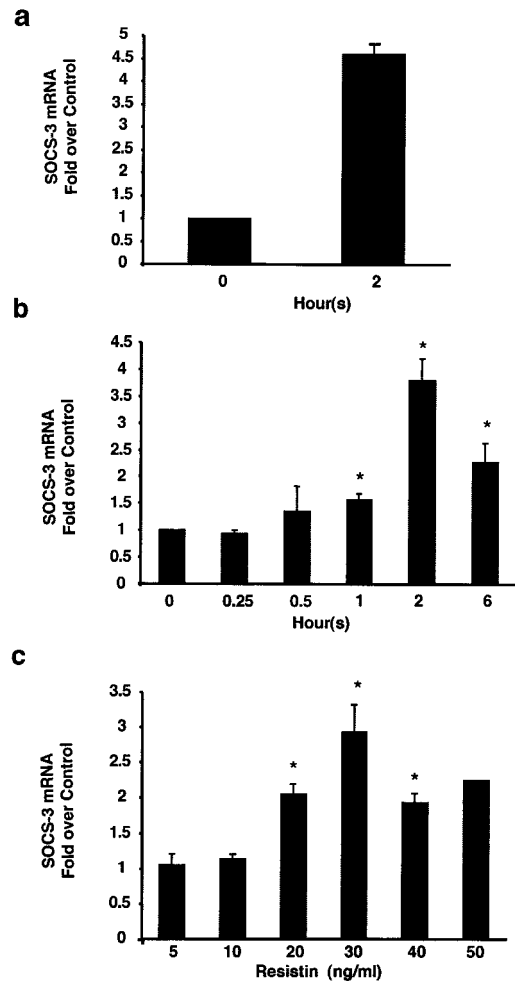 a
SOCS-3 mRNA
Fold over Control
5
4.5
4
3.5
3
2.5
2
1.5
1
0.5
0
0 2
Hour(s)
b
SOCS-3 mRNA
Fold over Control
4.5
4
3.5
3
2.5
2
1.5
1
0.5
0
* * *
0 0.25 0.5 1 2 6
Hour(s)
c
SOCS-3 mRNA
Fold over Control
3.5
3
2.5
2
1.5
1
0.5
0
* * *
5 10 20 30 40 50
Resistin (ng/ml)